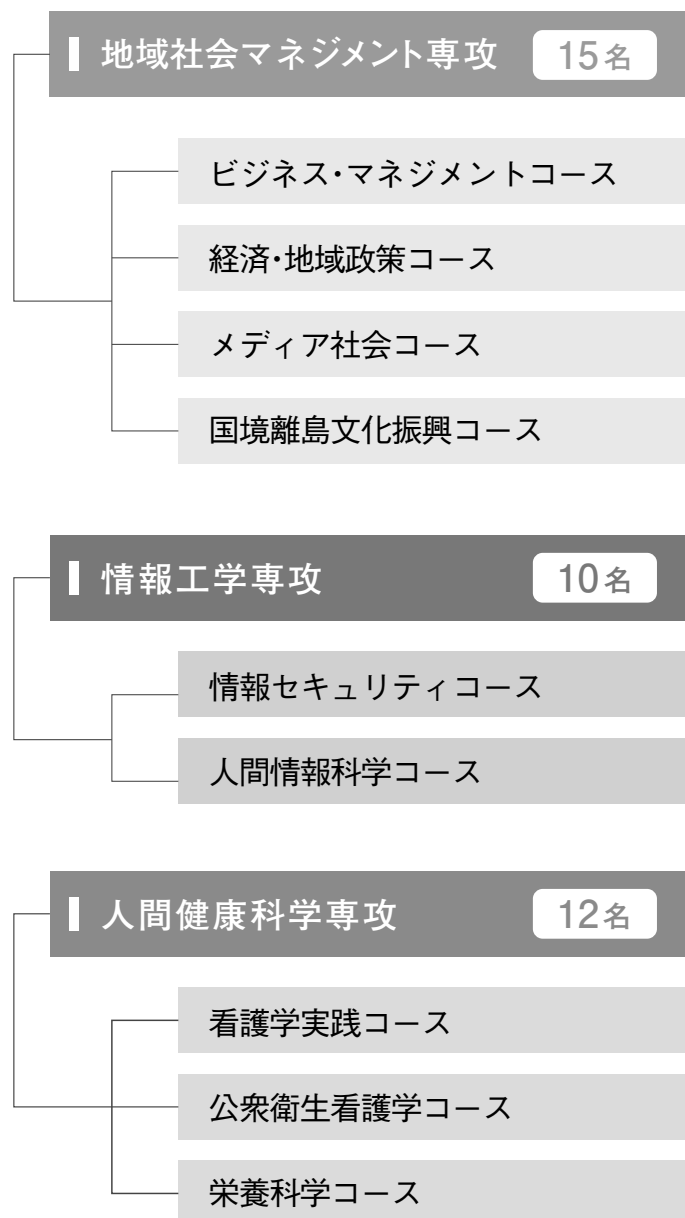 地域社会マネジメント専攻 15名
ビジネス・マネジメントコース
経済・地域政策コース
メディア社会コース
国境離島文化振興コース
情報工学専攻 10名
情報セキュリティコース
人間情報科学コース
人間健康科学専攻 12名
看護学実践コース
公衆衛生看護学コース
栄養科学コース